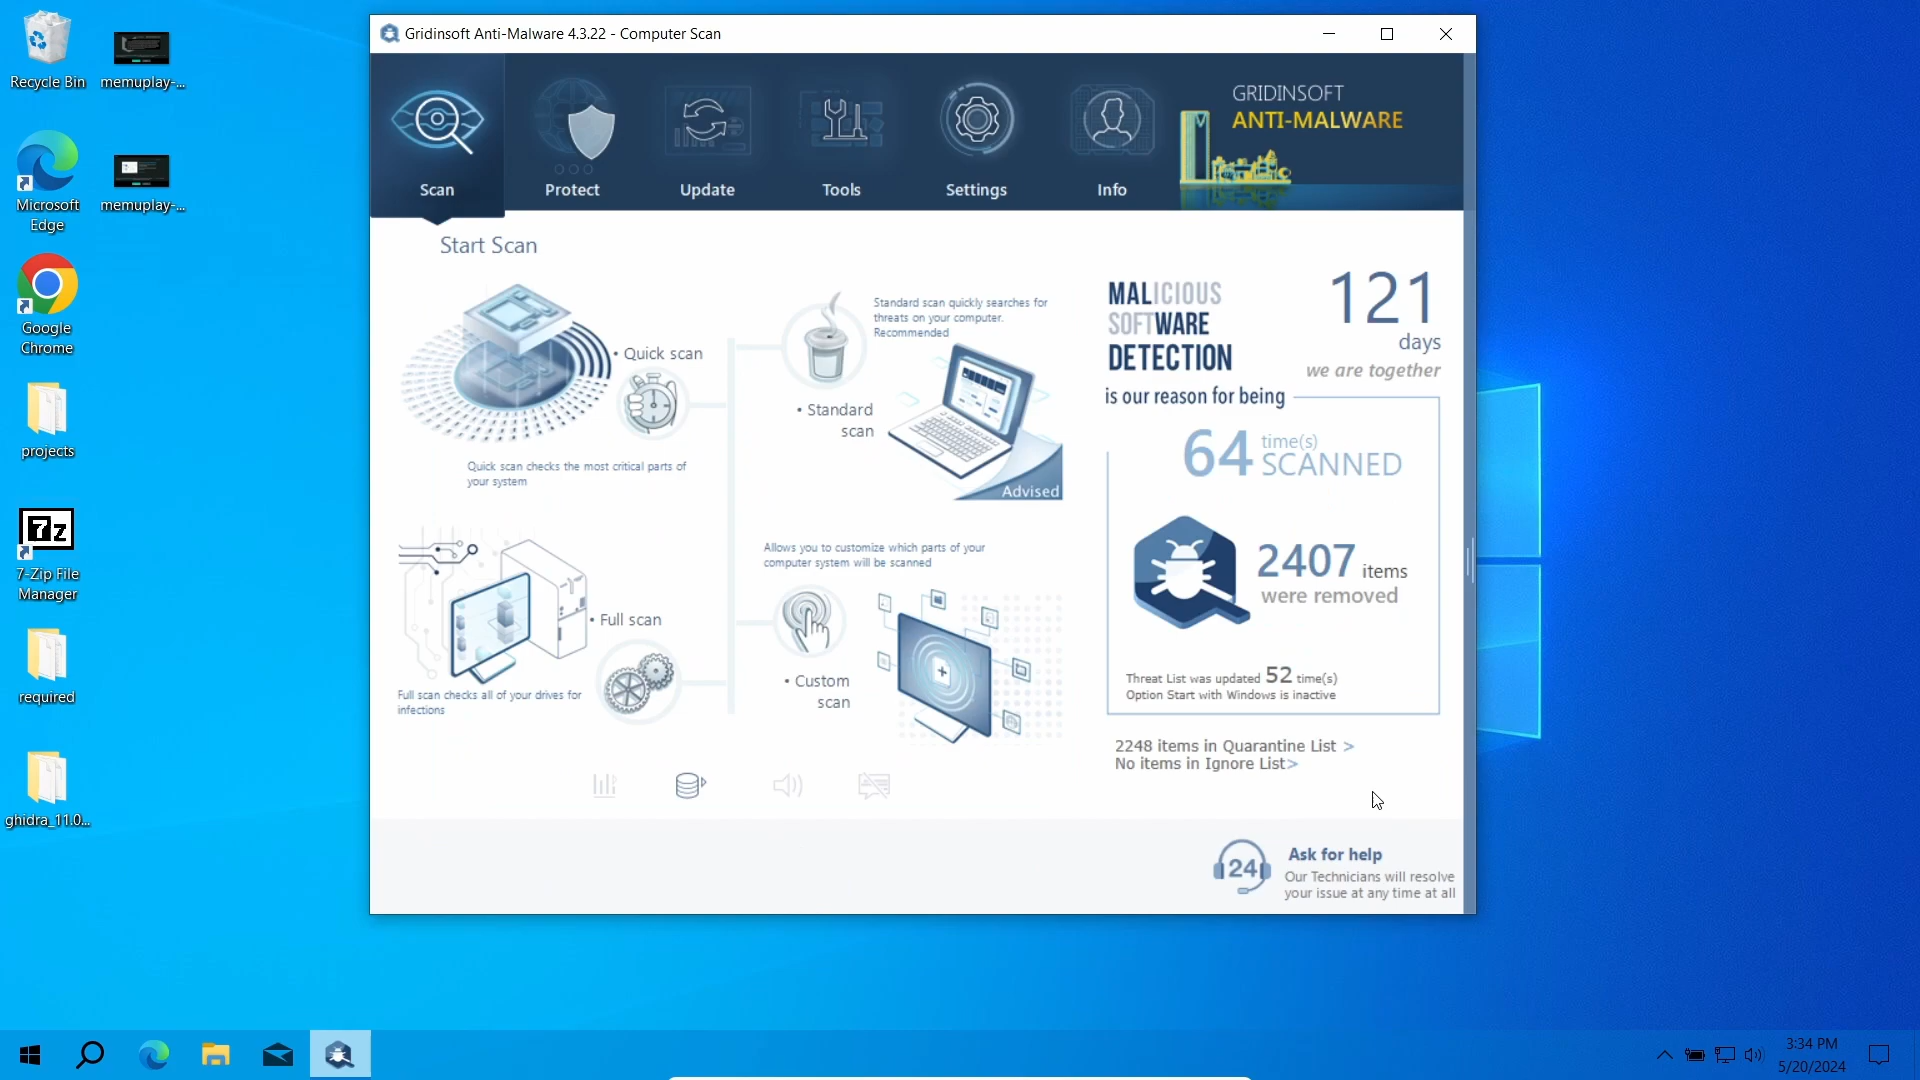 Recycle Bin
memuplay-...
Microsoft
Edge
memuplay-...
Google
Chrome
projects
7z
7-Zip File
Manager
required
ghidra_11.0...
Gridinsoft Anti-Malware 4.3.22 - Computer Scan
Scan
Protect
Update
Tools
Settings
Info
GRIDINSOFT
ANTI-MALWARE
Start Scan
• Quick scan
Quick scan checks the most critical parts of
your system
Standard scan quickly searches for
threats on your computer.
Recommended
• Standard
scan
Advised
• Full scan
Full scan checks all of your drives for
infections
Allows you to customize which parts of your
computer system will be scanned
• Custom
scan
MALICIOUS
SOFTWARE
DETECTION
is our reason for being
121
days
we are together
64 time(s)
SCANNED
2407 items
were removed
Threat List was updated 52 time(s)
Option Start with Windows is inactive
2248 items in Quarantine List >
No items in Ignore List>
24
Ask for help
Our Technicians will resolve
your issue at any time at all
3:34 PM
5/20/2024